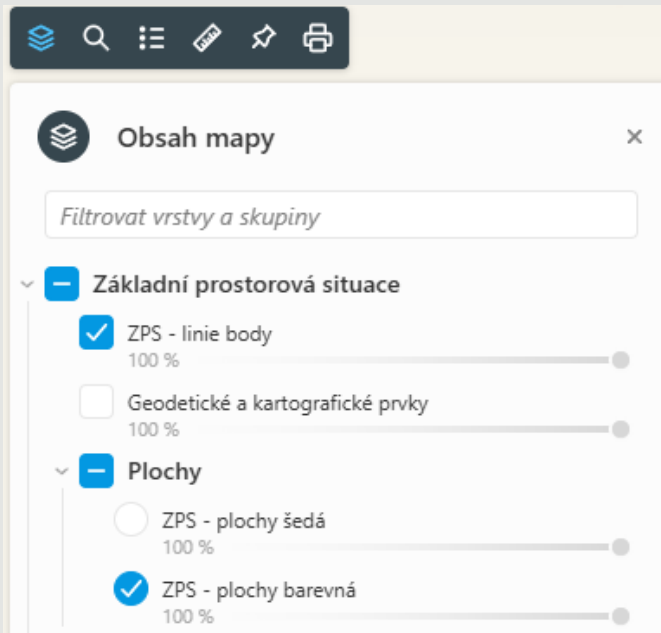 Obsah mapy
Filtrovat vrstvy a skupiny
Základní prostorová situace
ZPS - linie body
100 %
Geodetické a kartografické prvky
100 %
Plochy
ZPS - plochy šedá
100 %
ZPS - plochy barevná
100 %